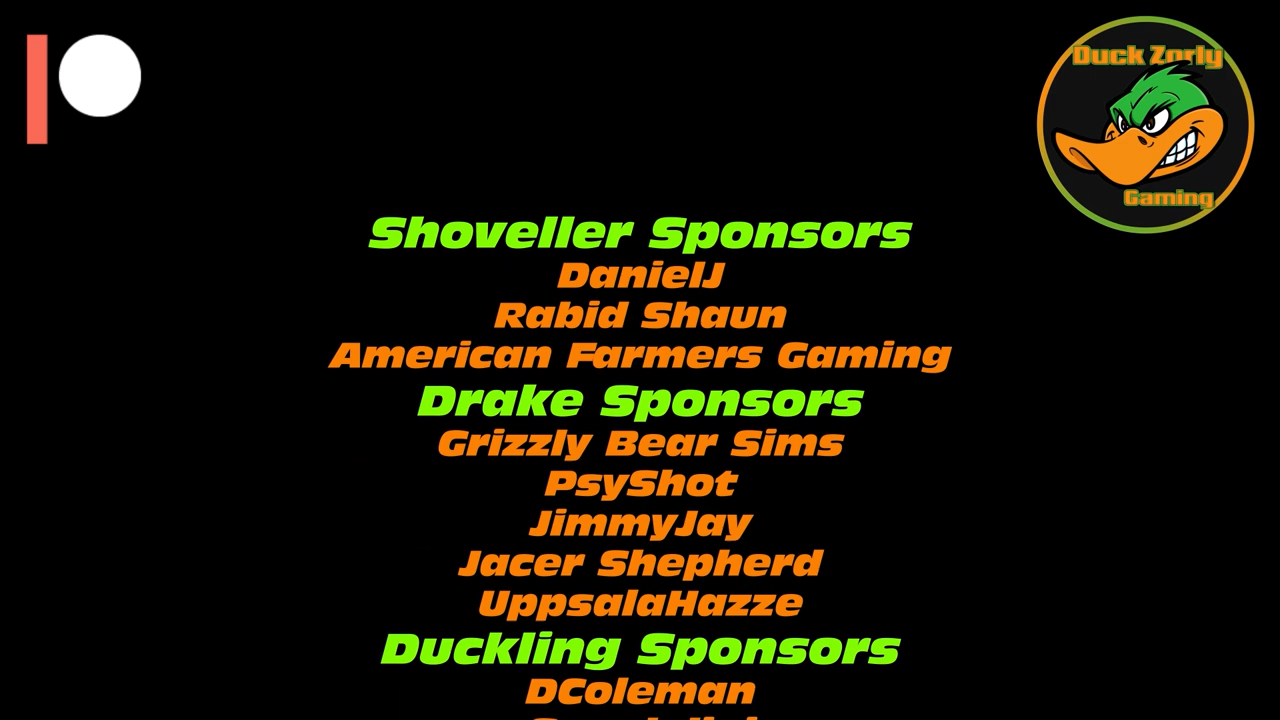 Duck Zorly
Gaming
Shoveller Sponsors
DanielJ
Rabid Shaun
American Farmers Gaming
Drake Sponsors
Grizzly Bear Sims
PsyShot
JimmyJay
Jacer Shepherd
UppsalaHazze
Duckling Sponsors
DColeman